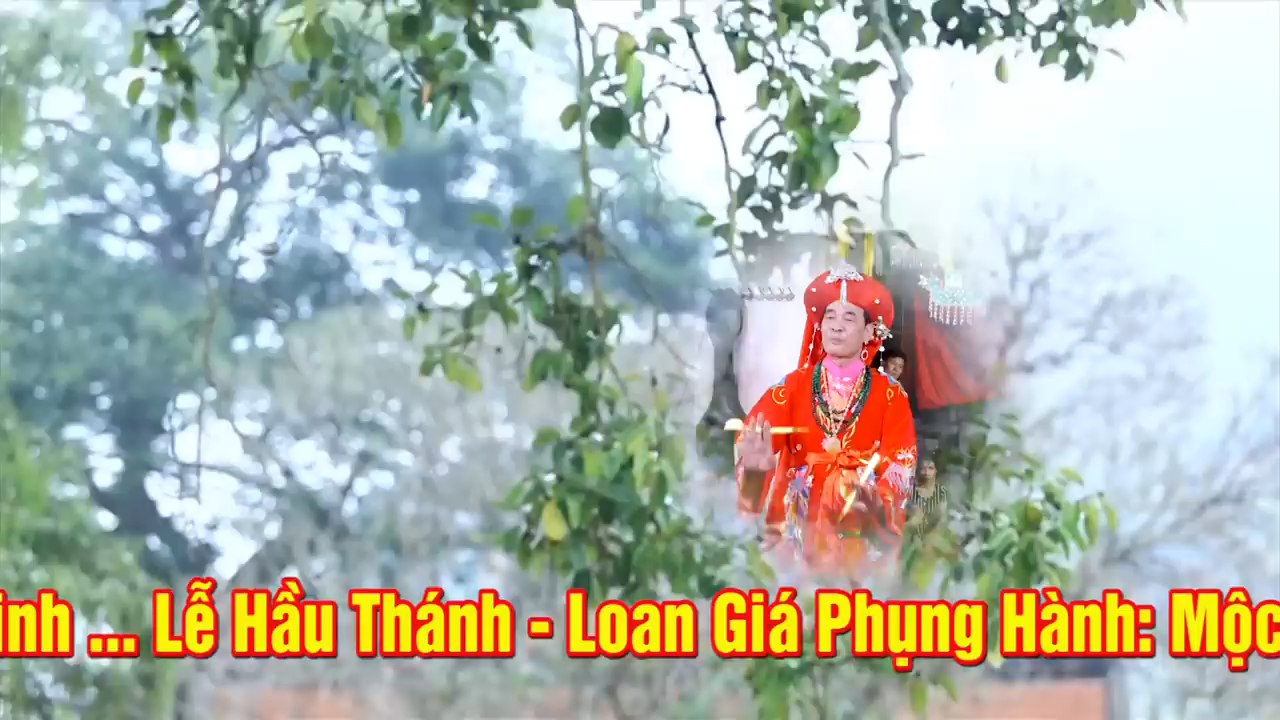 inh ... Lễ Hầu Thánh - Loan Giá Phụng Hành: Mộc